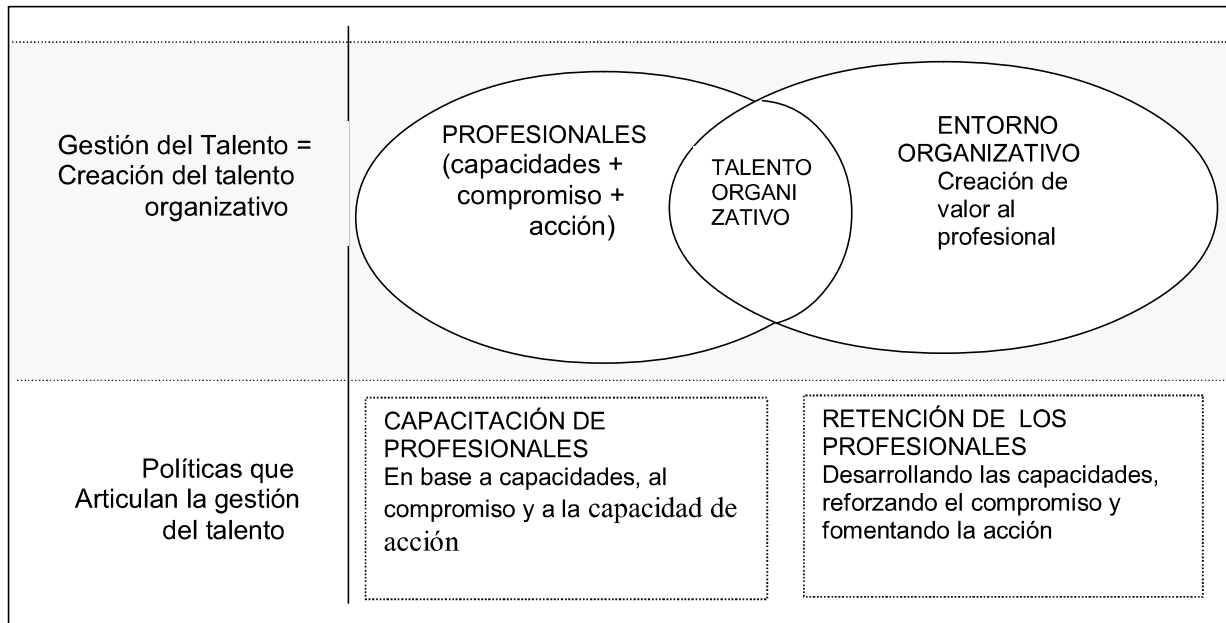 Gestión del Talento =
Creación del talento
organizativo
PROFESIONALES
(capacidades +
compromiso +
acción)
TALENTO
ORGANI
ZATIVO
ENTORNO
ORGANIZATIVO
Creación de
valor al
profesional
Políticas que
Articulan la gestión
del talento
CAPACITACIÓN DE
PROFESIONALES
En base a capacidades, al
compromiso y a la capacidad de
acción
RETENCIÓN DE LOS
PROFESIONALES
Desarrollando las capacidades,
reforzando el compromiso y
fomentando la acción